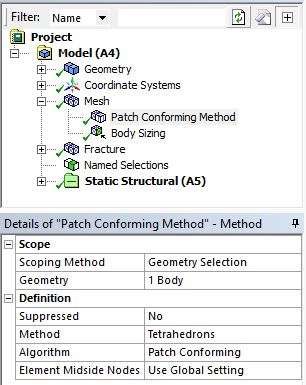 Filter: Name
Project
Model (A4)
Geometry
Coordinate Systems
Mesh
Patch Conforming Method
Body Sizing
Fracture
Named Selections
Static Structural (A5)
Details of "Patch Conforming Method" - Method
Scope
Scoping Method Geometry Selection
Geometry 1 Body
Definition
Suppressed No
Method Tetrahedrons
Algorithm Patch Conforming
Element Midside Nodes Use Global Setting